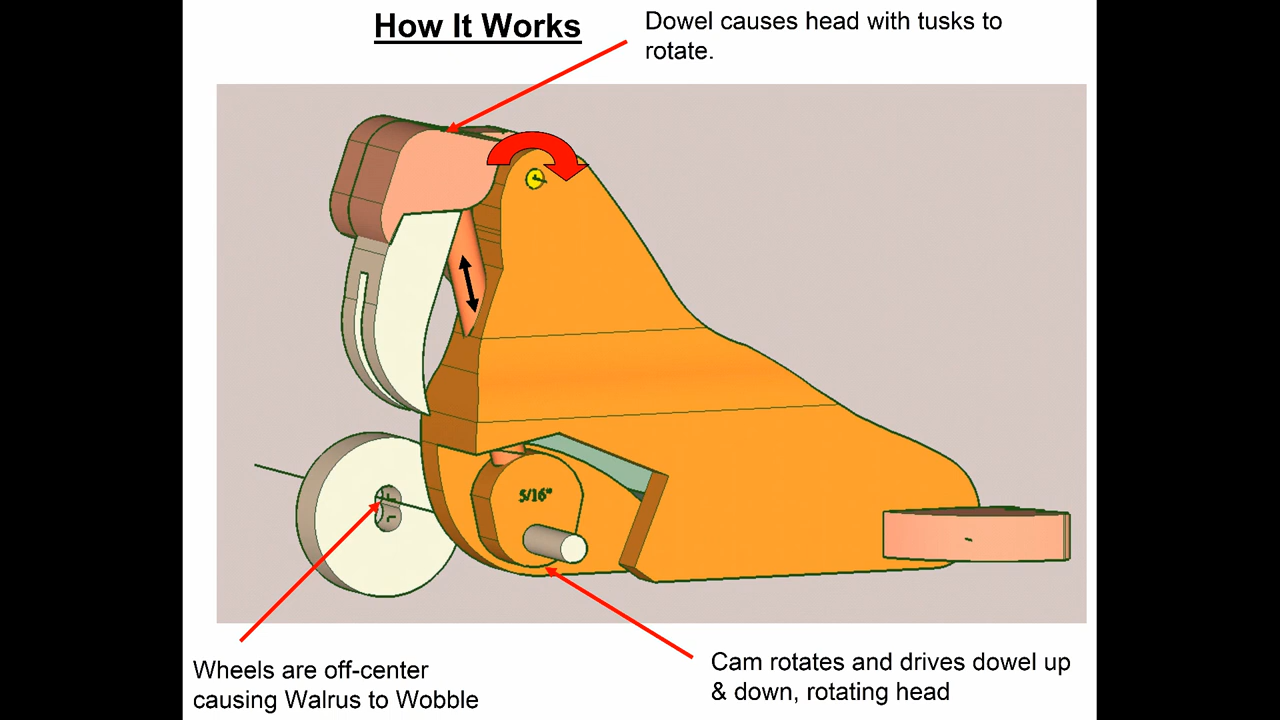 How It Works
Dowel causes head with tusks to
rotate.
5/16"
Wheels are off-center
causing Walrus to Wobble
Cam rotates and drives dowel up
& down, rotating head